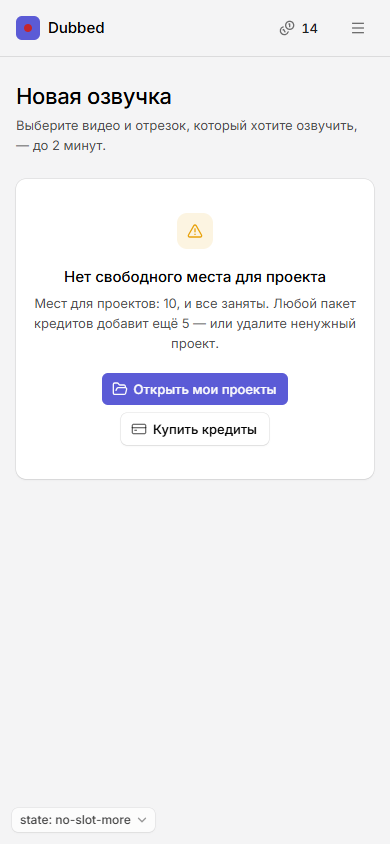 Dubbed
14
Новая озвучка
Выберите видео и отрезок, который хотите озвучить,
— до 2 минут.
Нет свободного места для проекта
Мест для проектов: 10, и все заняты. Любой пакет
кредитов добавит ещё 5 — или удалите ненужный
проект.
Открыть мои проекты
Купить кредиты
state: no-slot-more